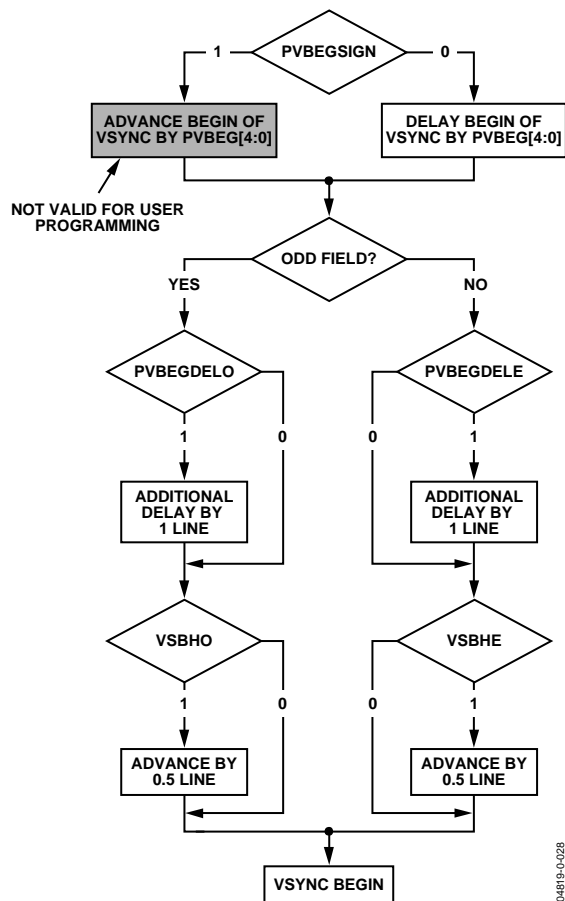 PVBEGSIGN
1
0
ADVANCE BEGIN OF
VSYNC BY PVBEG[4:0]
DELAY BEGIN OF
VSYNC BY PVBEG[4:0]
NOT VALID FOR USER
PROGRAMMING
ODD FIELD?
YES
NO
PVBEGDELO
PVBEGDELE
1
0
0
1
ADDITIONAL
DELAY BY
1 LINE
ADDITIONAL
DELAY BY
1 LINE
VSBHO
VSBHE
1
0
0
1
ADVANCE BY
0.5 LINE
ADVANCE BY
0.5 LINE
VSYNC BEGIN
04819-0-028